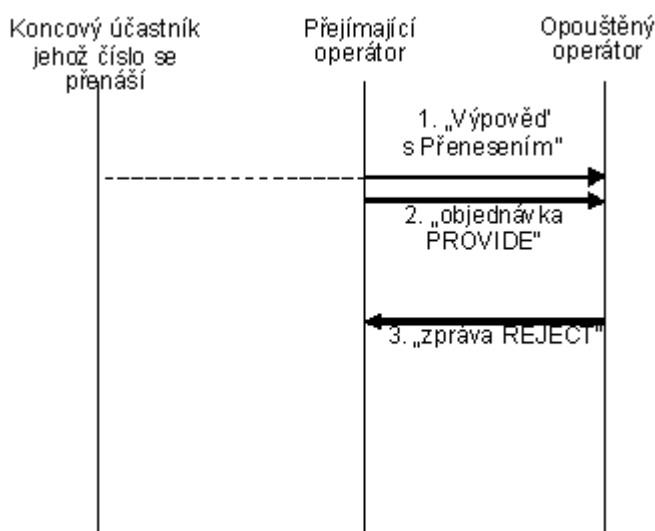 Koncový účastník
jehož číslo se
přenáší
Přejímající
operátor
Opouštěný
operátor
1. „Výpověď
s Přenesením"
2. „objednávka
PROVIDE"
3. „zpráva REJECT"